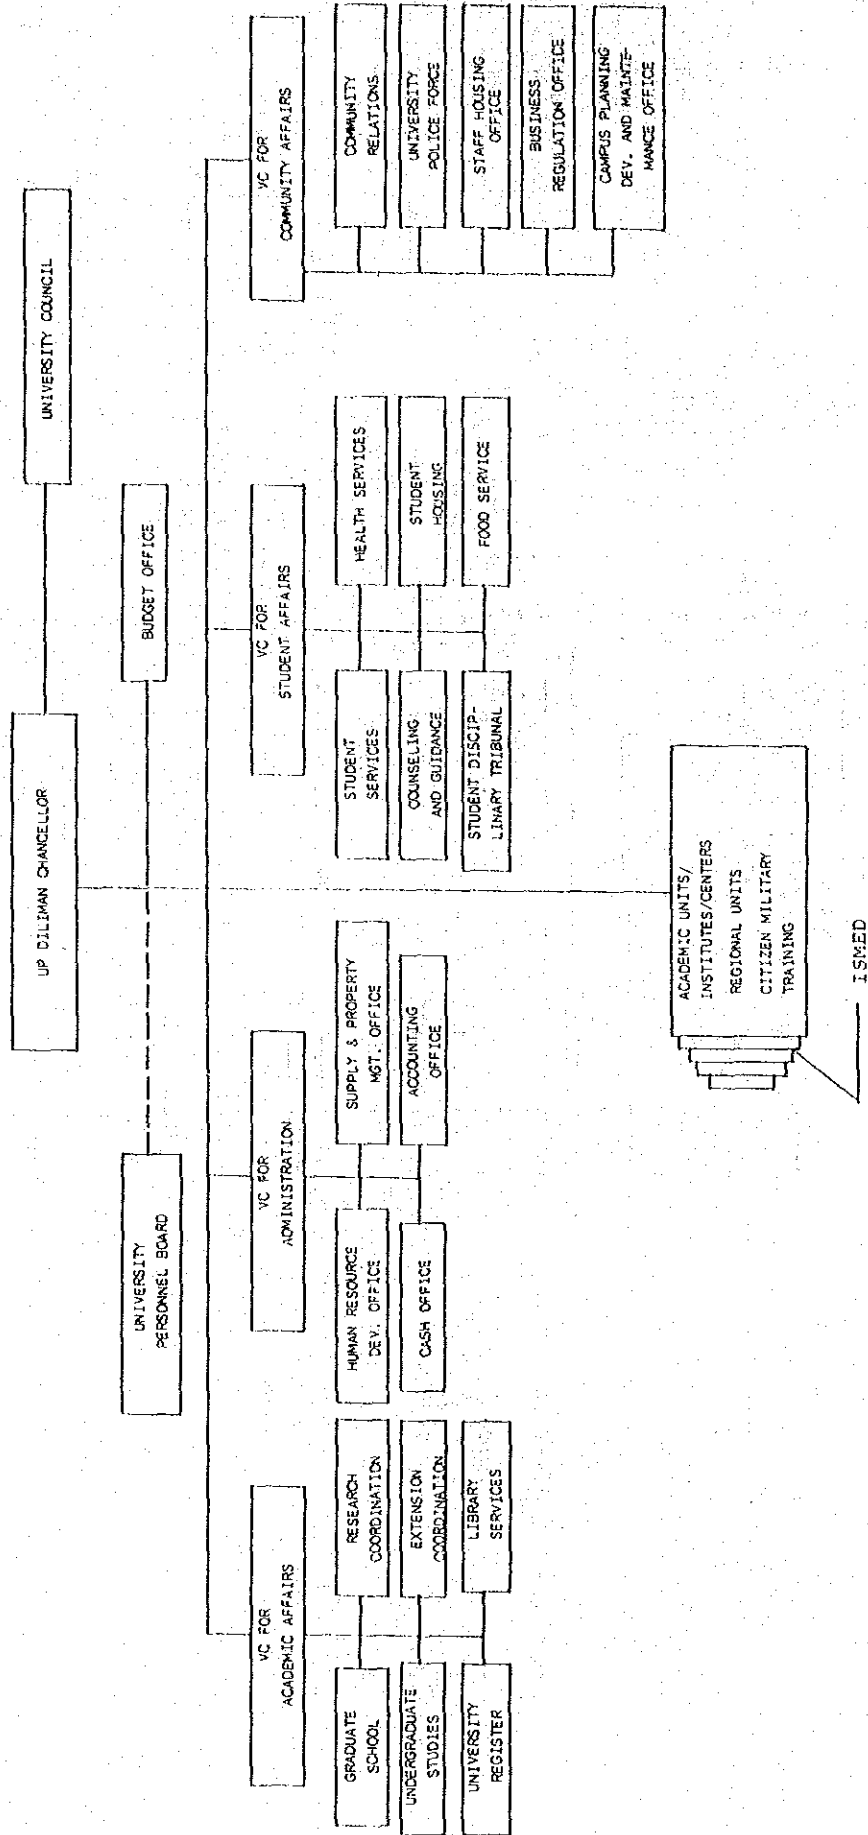 UP DILIMAN CHANCELLOR
UNIVERSITY COUNCIL
UNIVERSITY
PERSONNEL BOARD
BUDGET OFFICE
VC FOR
ACADEMIC AFFAIRS
VC FOR
ADMINISTRATION
VC FOR
STUDENT AFFAIRS
VC FOR
COMMUNITY AFFAIRS
GRADUATE
SCHOOL
RESEARCH
COORDINATION
UNDERGRADUATE
STUDIES
EXTENSION
COORDINATION
UNIVERSITY
REGISTER
LIBRARY
SERVICES
HUMAN RESOURCE
DEV. OFFICE
SUPPLY & PROPERTY
MGT. OFFICE
CASH OFFICE
ACCOUNTING
OFFICE
STUDENT
SERVICES
HEALTH SERVICES
COUNSELING
AND GUIDANCE
STUDENT
HOUSING
STUDENT DISCIP-
LINARY TRIBUNAL
FOOD SERVICE
COMMUNITY
RELATIONS
UNIVERSITY
POLICE FORCE
STAFF HOUSING
OFFICE
BUSINESS
REGULATION OFFICE
CAMPUS PLANNING
DEV. AND MAINTE-
MANCE OFFICE
ACADEMIC UNITS/
INSTITUTES/CENTERS
REGIONAL UNITS
CITIZEN MILITARY
TRAINING
ISMED